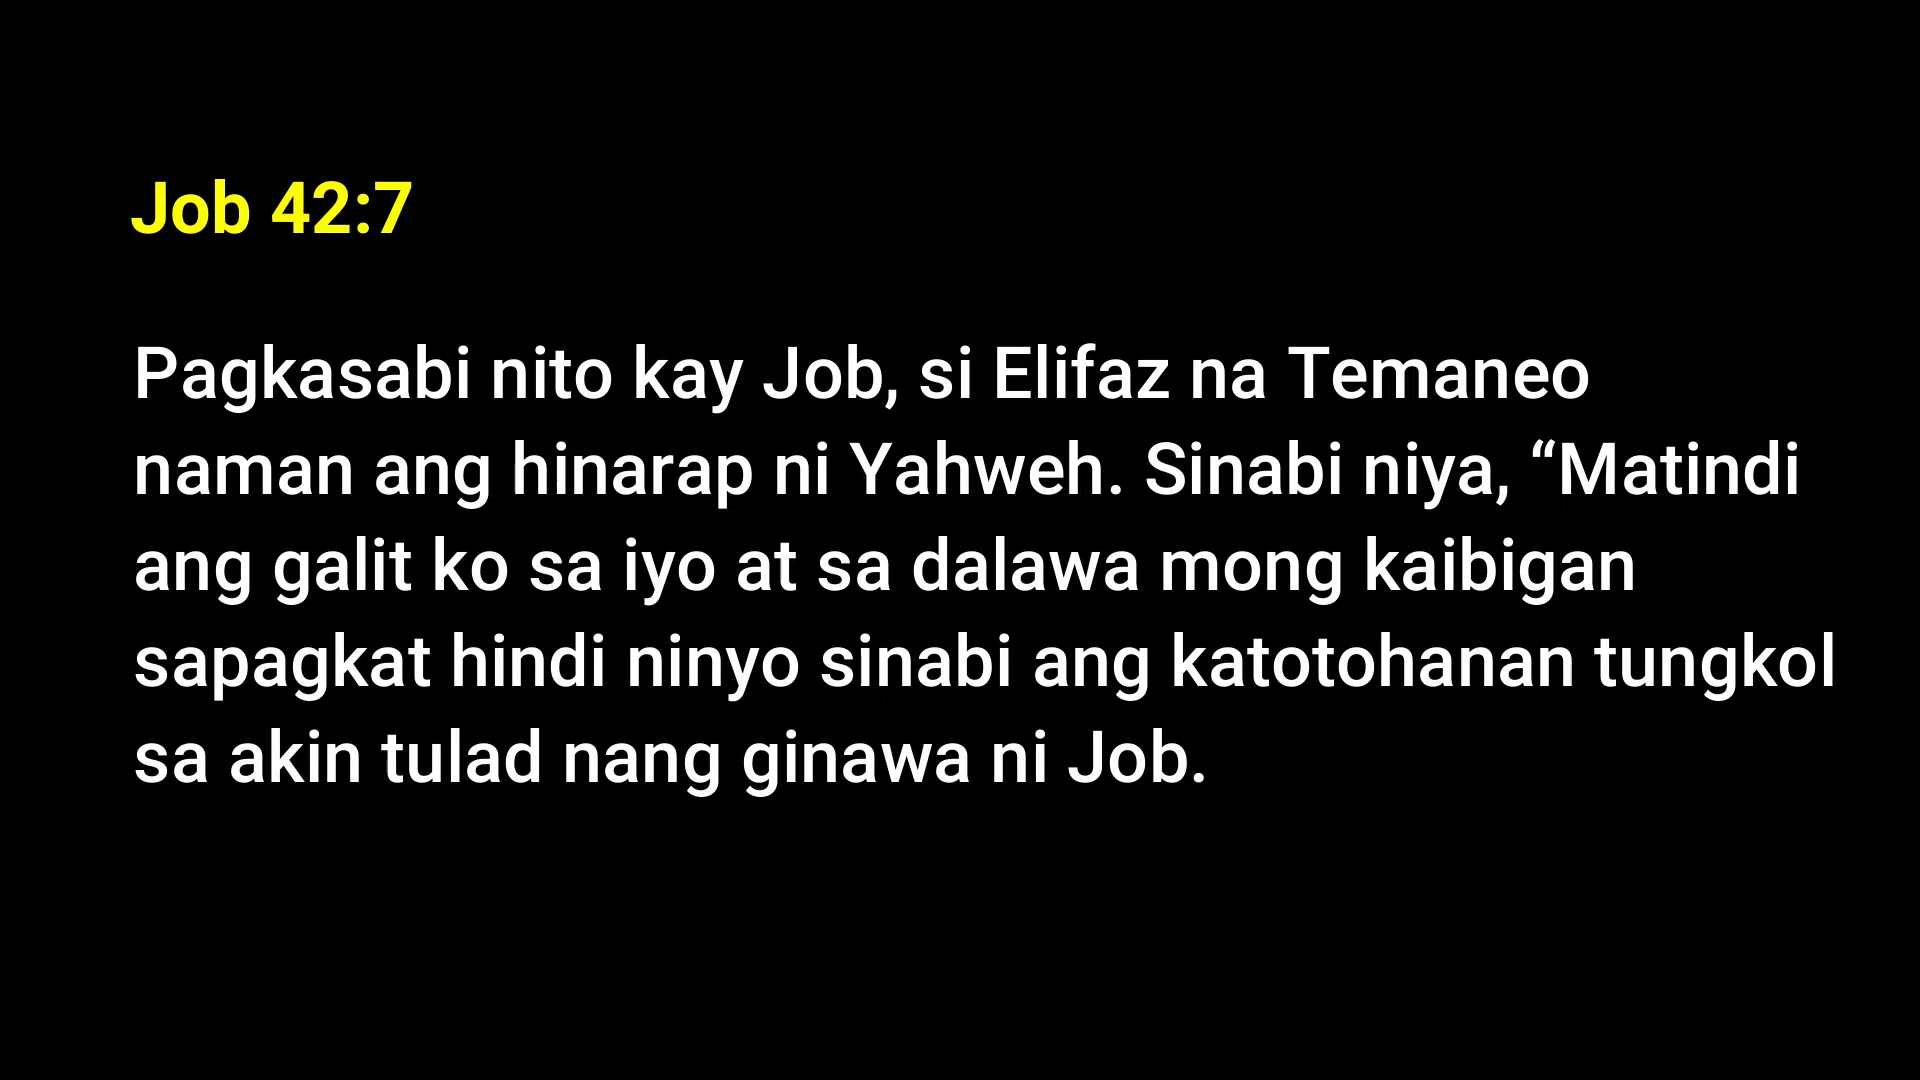 Job 42:7
Pagkasabi nito kay Job, si Elifaz na Temaneo
naman ang hinarap ni Yahweh. Sinabi niya, “Matindi
ang galit ko sa iyo at sa dalawa mong kaibigan
sapagkat hindi ninyo sinabi ang katotohanan tungkol
sa akin tulad nang ginawa ni Job.